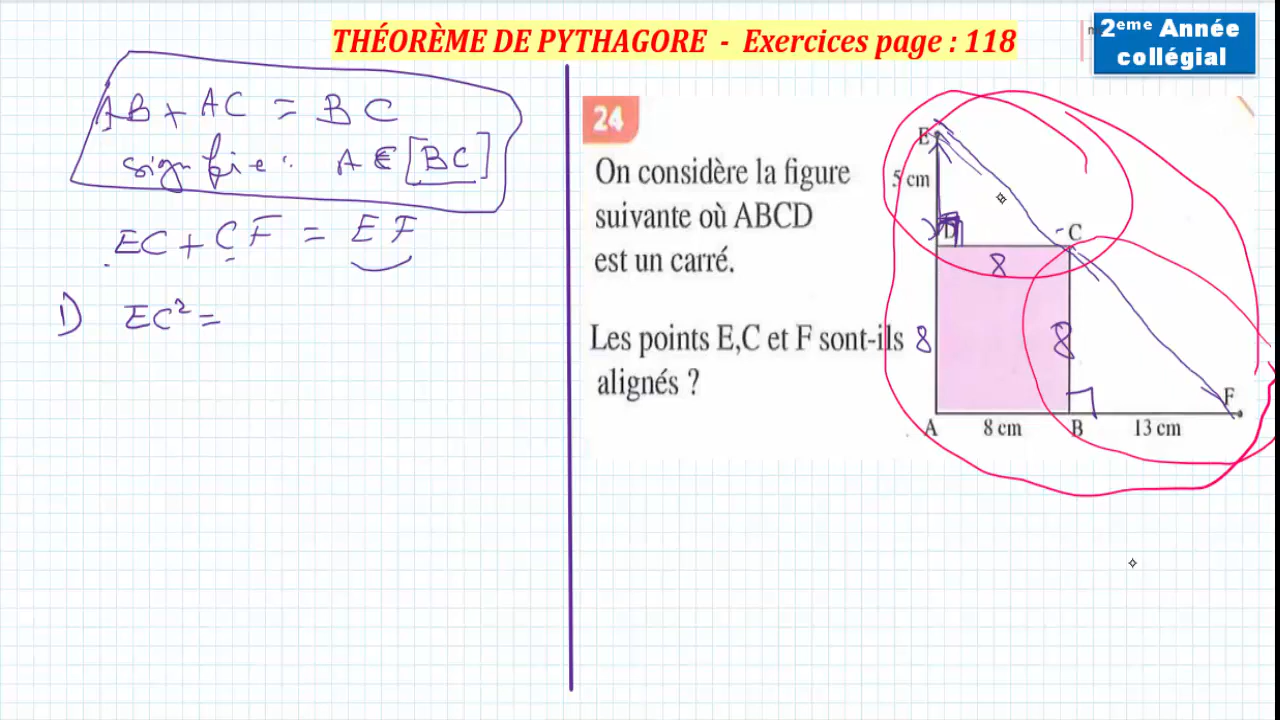 THÉORÈME DE PYTHAGORE - Exercices page : 118
2eme Année
collégial
AB + AC = BC
signifie : A ∈ [BC]
EC + CF = EF
1) EC² =
24
On considère la figure
suivante où ABCD
est un carré.
Les points E,C et F sont-ils
alignés ?
E
5 cm
D
C
8
8
8
F
A
8 cm
B
13 cm